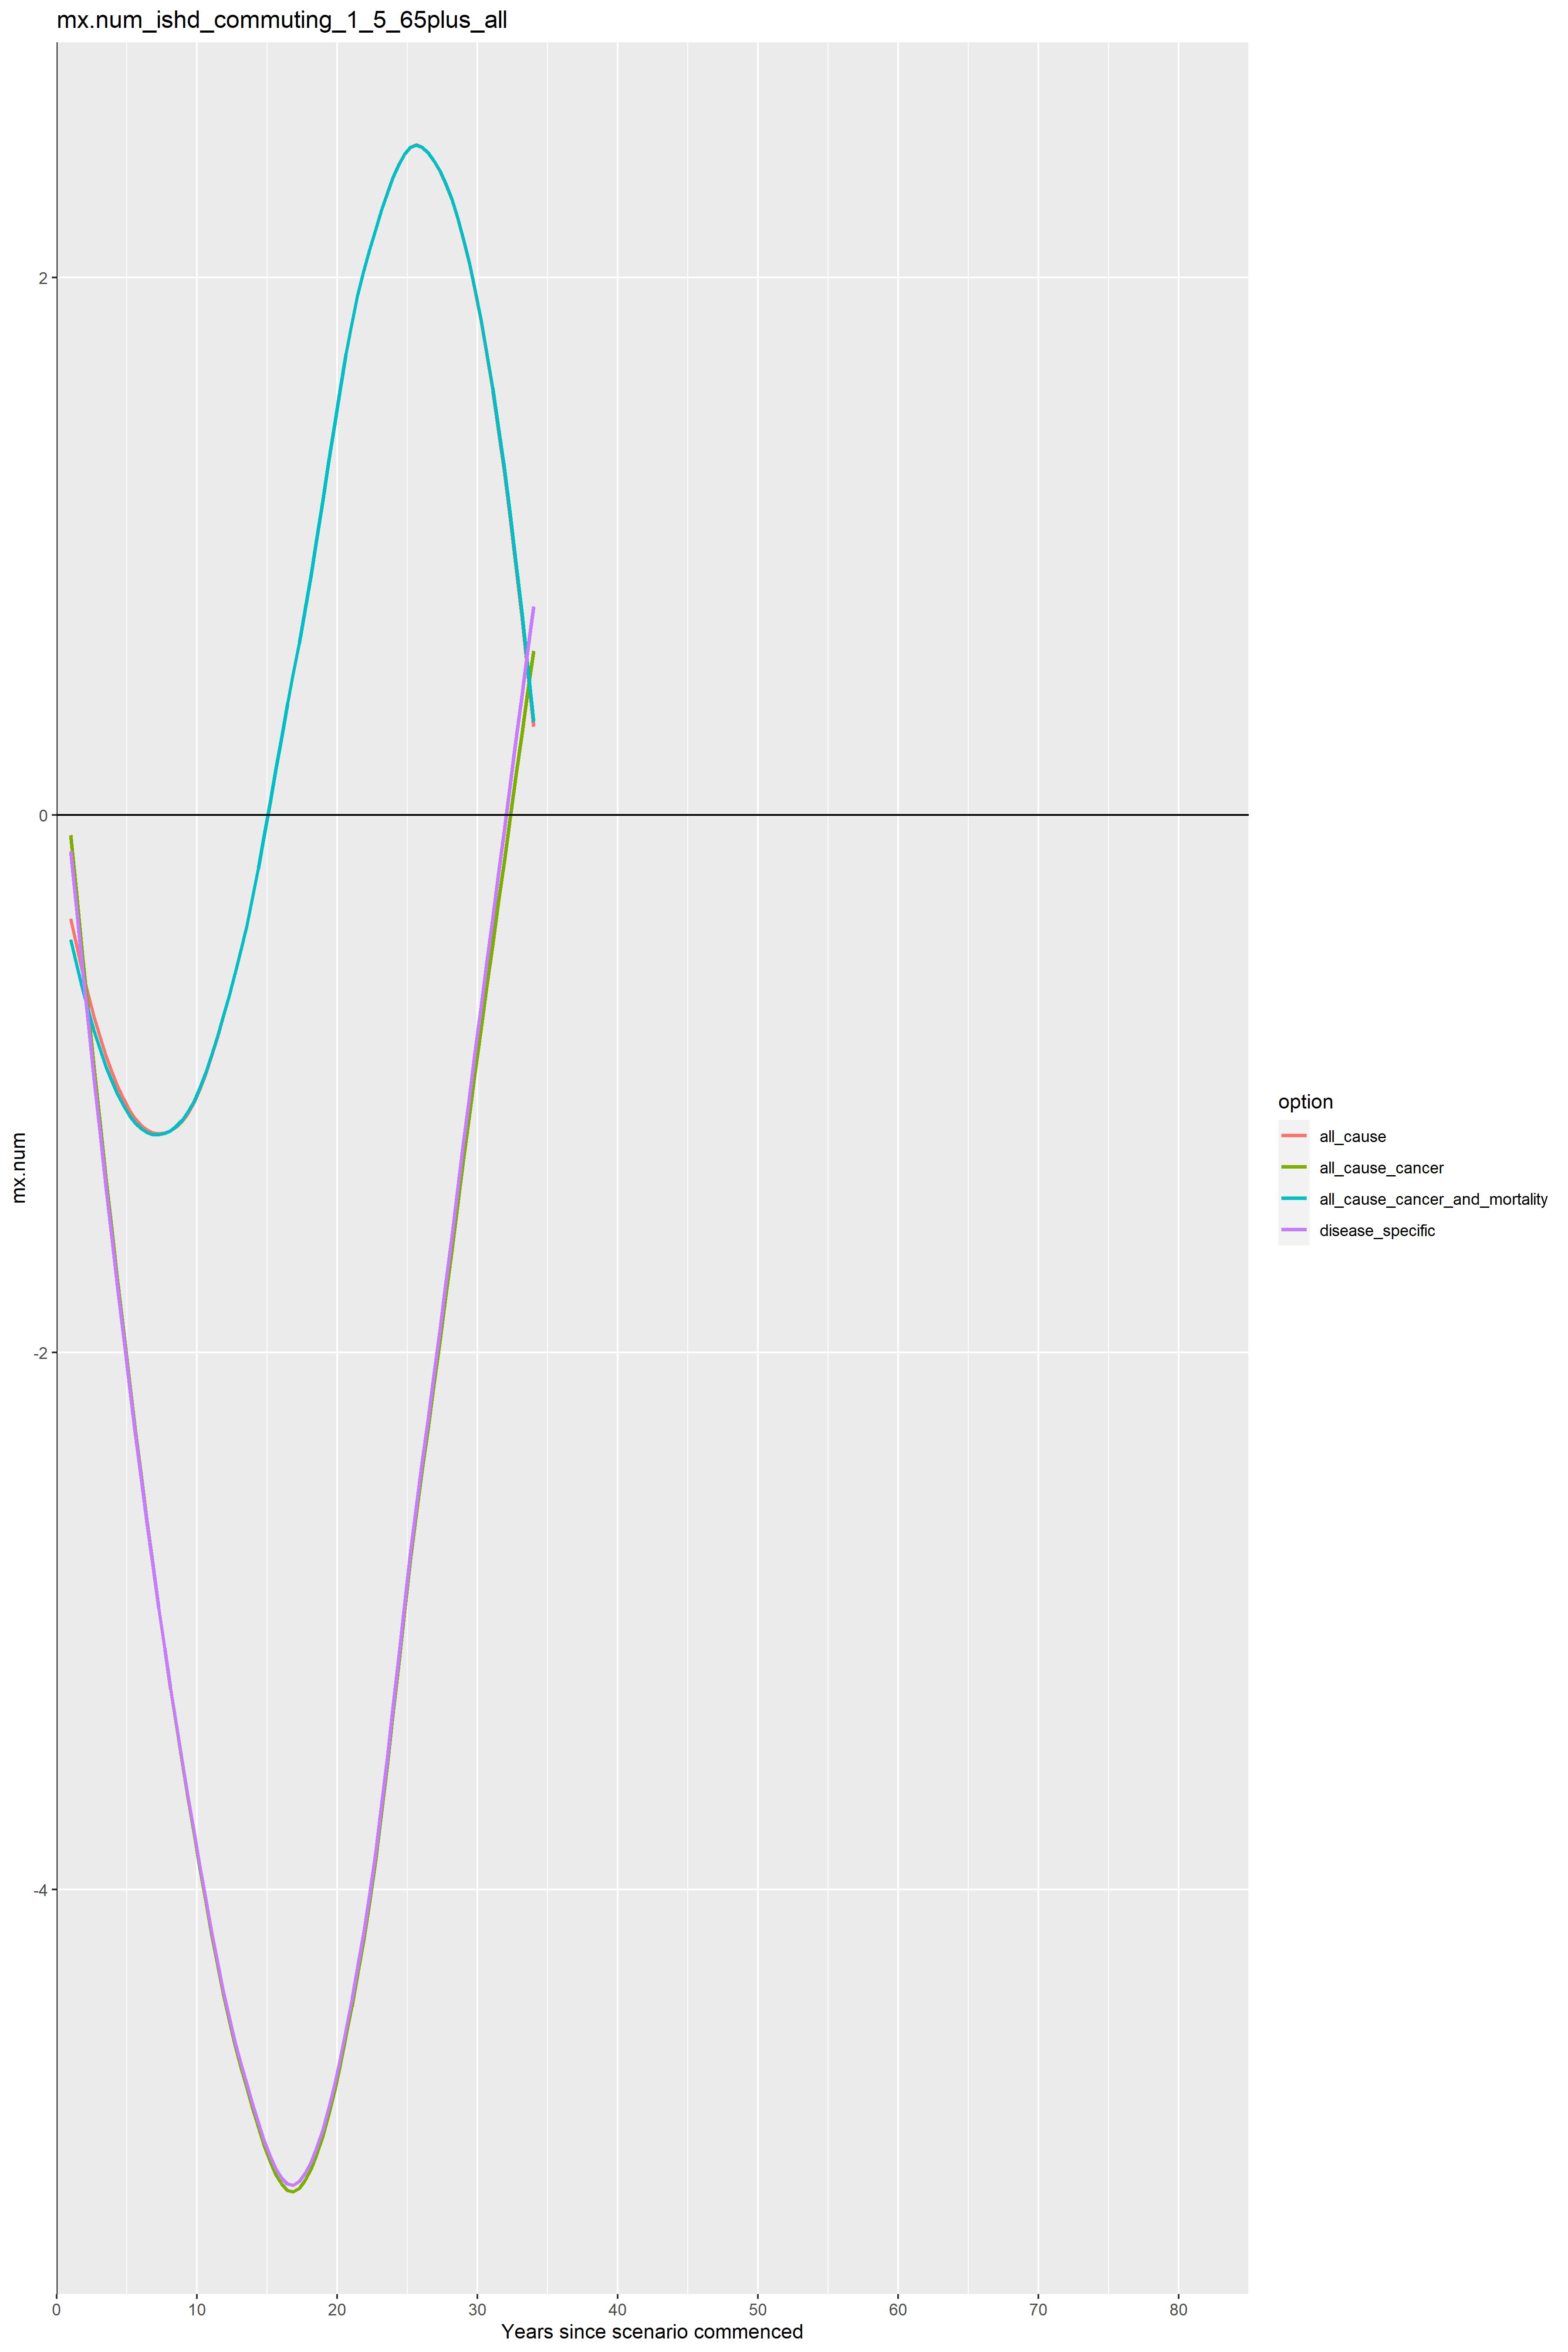 mx.num_ishd_commuting_1_5_65plus_all
2
0
-2
-4
mx.num
0 10 20 30 40 50 60 70 80
Years since scenario commenced
option
all_cause
all_cause_cancer
all_cause_cancer_and_mortality
disease_specific